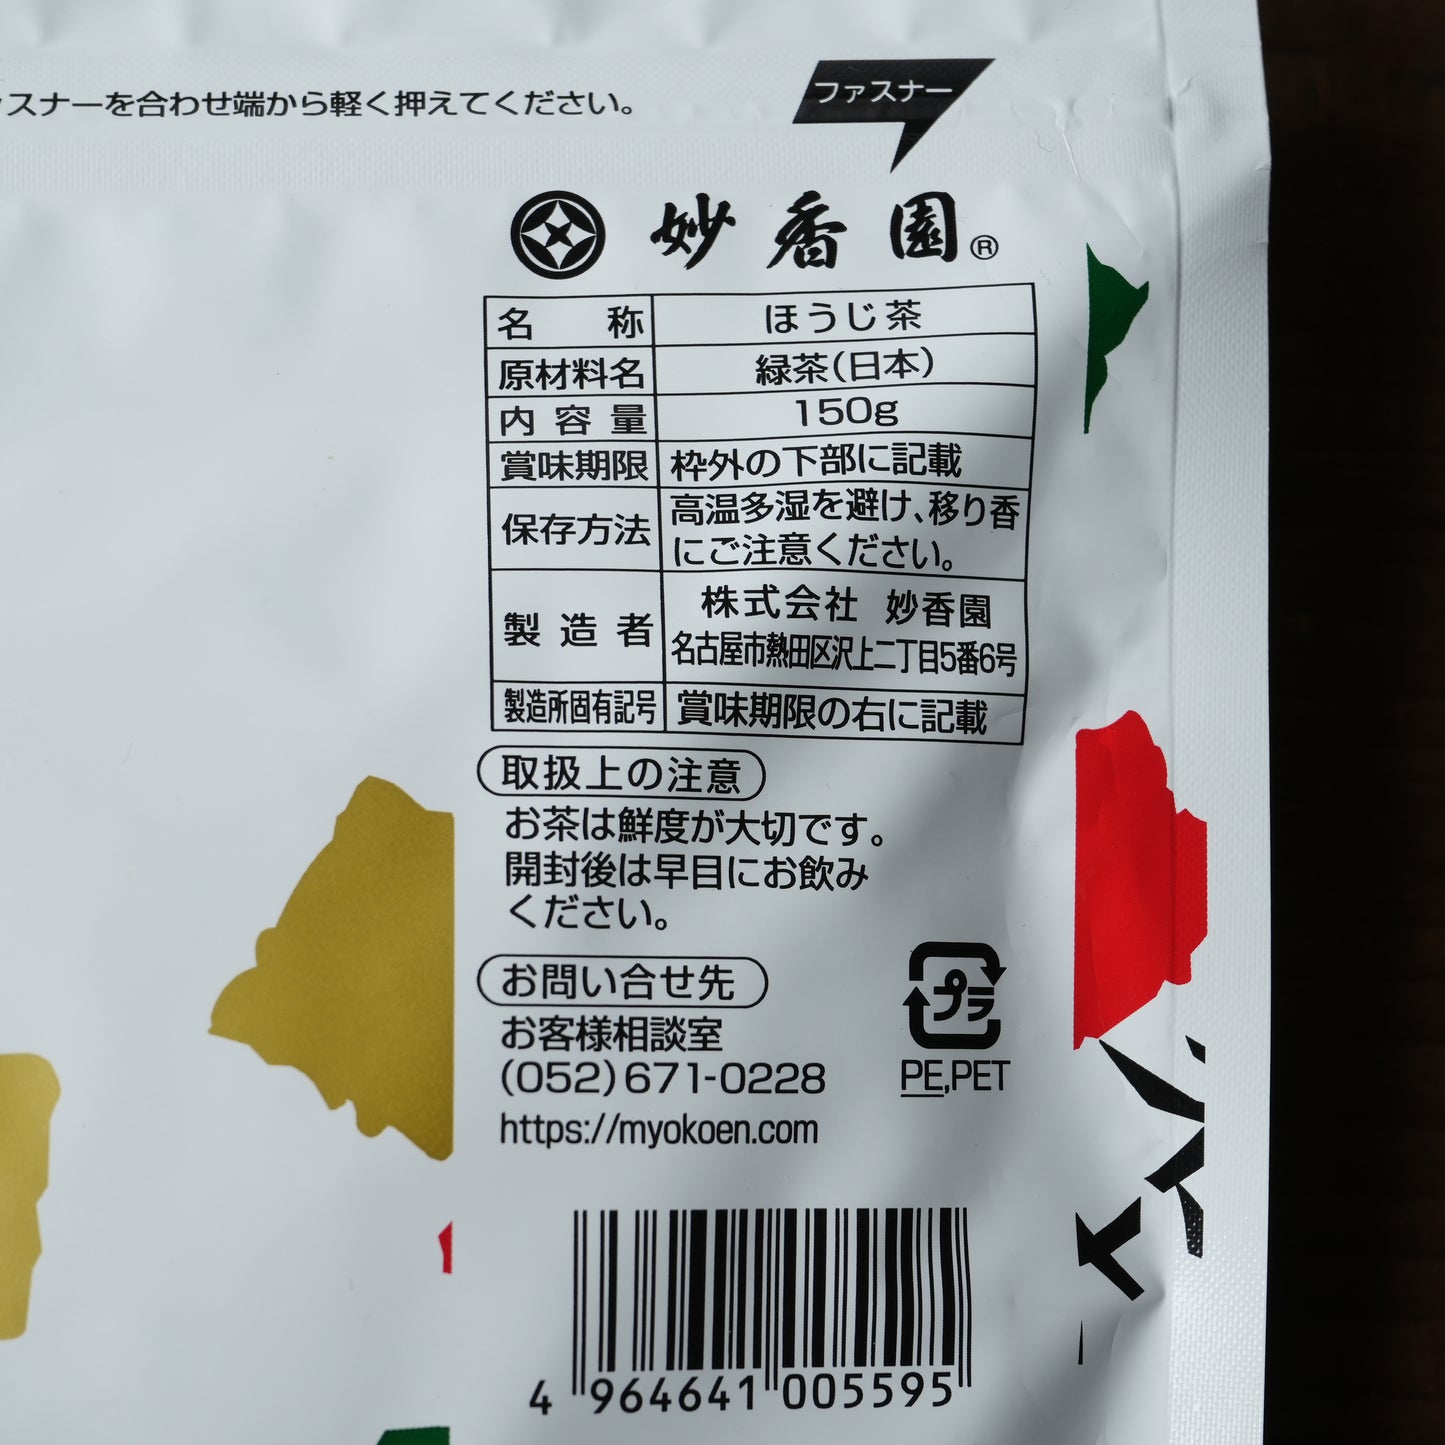 スナーを合わせ端から軽く押えてください。
ファスナー
妙香園®
名称 ほうじ茶
原材料名 緑茶(日本)
内容量 150g
賞味期限 枠外の下部に記載
保存方法 高温多湿を避け、移り香
にご注意ください。
製造者 株式会社 妙香園
名古屋市熱田区沢上二丁目5番6号
製造所固有記号 賞味期限の右に記載
取扱上の注意
お茶は鮮度が大切です。
開封後は早目にお飲み
ください。
お問い合せ先
お客様相談室
(052)671-0228
https://myokoen.com
プラ
PE,PET
4 964641 005595